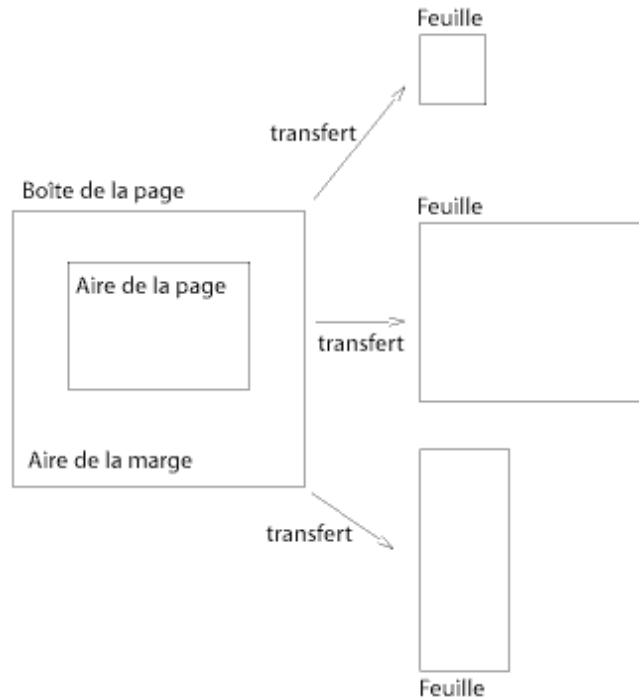 Feuille
transfert
Boîte de la page
Feuille
Aire de la page
transfert
Aire de la marge
transfert
Feuille